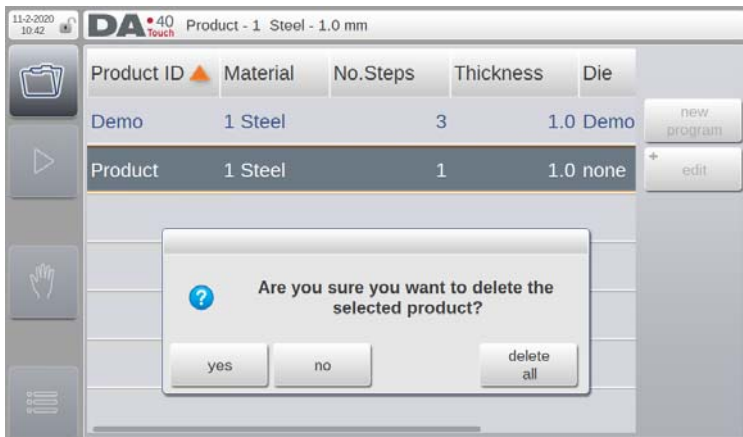 11-2-2020
10:42
DA 40 Touch Product - 1 Steel - 1.0 mm
Product ID Material No.Steps Thickness Die
Demo 1 Steel 3 1.0 Demo
Product 1 Steel 1 1.0 none
new
program
+ edit
Are you sure you want to delete the
selected product?
yes no delete
all